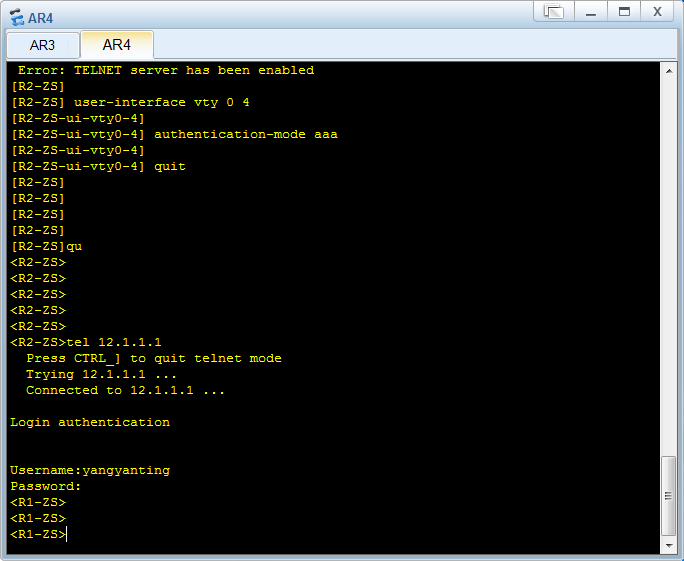 AR4
X
AR3 AR4
Error: TELNET server has been enabled
[R2-ZS]
[R2-ZS] user-interface vty 0 4
[R2-ZS-ui-vty0-4]
[R2-ZS-ui-vty0-4] authentication-mode aaa
[R2-ZS-ui-vty0-4]
[R2-ZS-ui-vty0-4] quit
[R2-ZS]
[R2-ZS]
[R2-ZS]
[R2-ZS]
[R2-ZS]qu
<R2-ZS>
<R2-ZS>
<R2-ZS>
<R2-ZS>
<R2-ZS>
<R2-ZS>tel 12.1.1.1
Press CTRL_] to quit telnet mode
Trying 12.1.1.1 ...
Connected to 12.1.1.1 ...
Login authentication
Username:yangyanting
Password:
<R1-ZS>
<R1-ZS>
<R1-ZS>